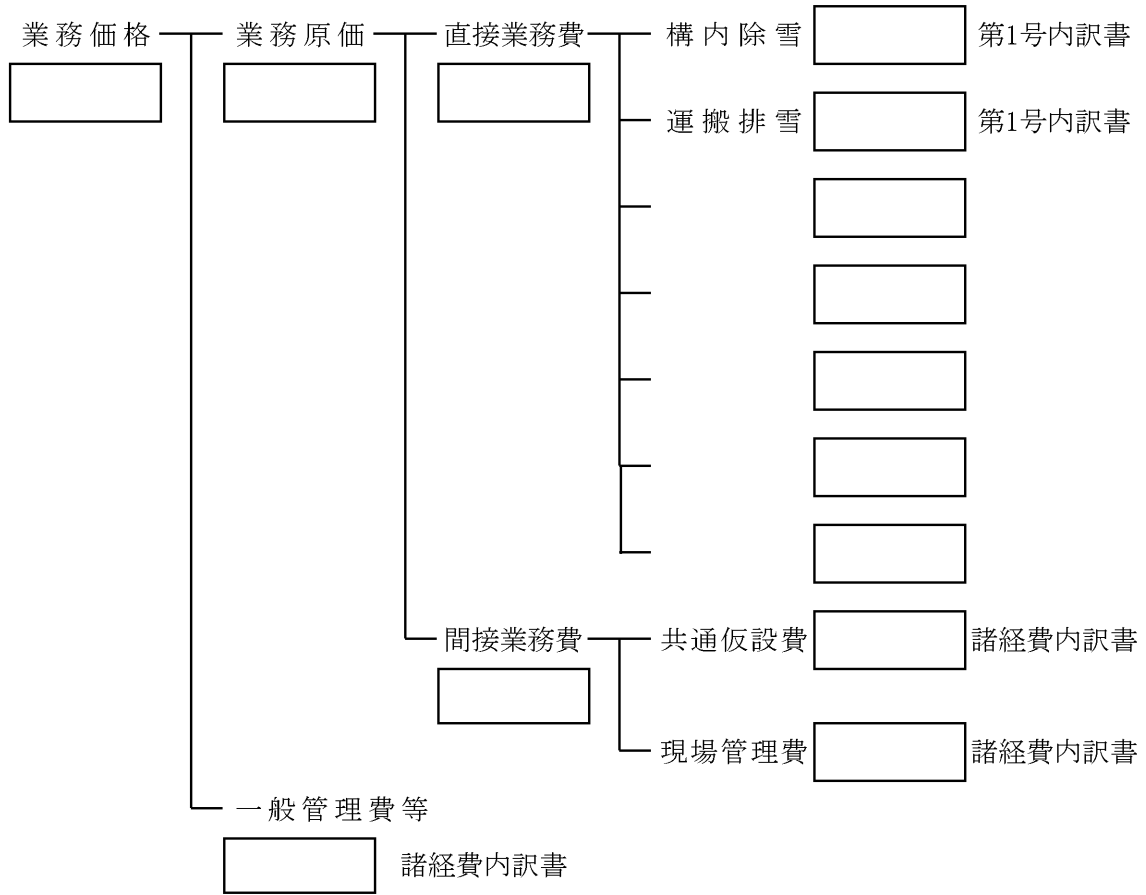 業務価格 業務原価 直接業務費 構内除雪 第1号内訳書
運搬排雪 第1号内訳書
間接業務費 共通仮設費 諸経費内訳書
現場管理費 諸経費内訳書
一般管理費等
諸経費内訳書